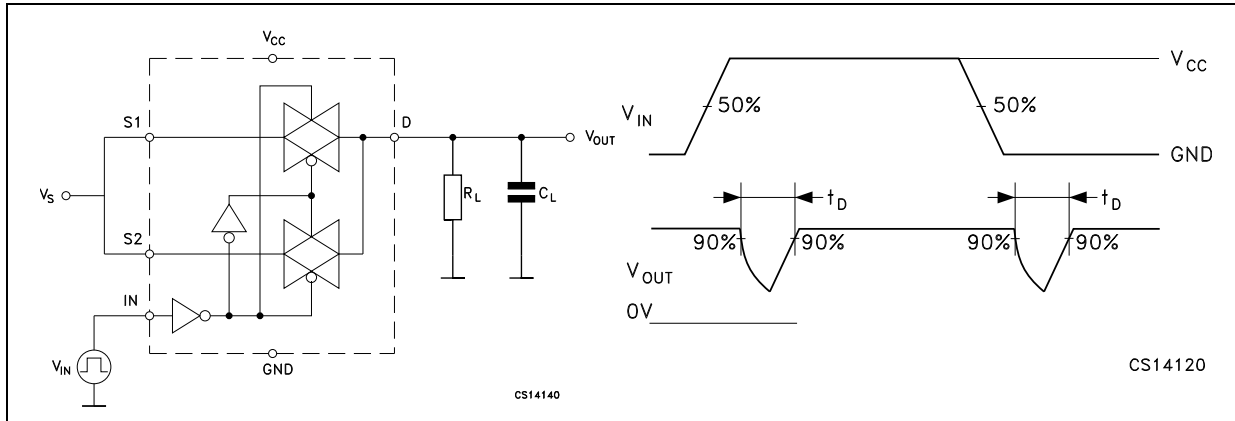 VCC
S1
D
VOUT
VS
RL
CL
S2
IN
VIN
GND
CS14140
VCC
50%
50%
VIN
GND
tD
tD
90%
90%
90%
90%
VOUT
0V
CS14120